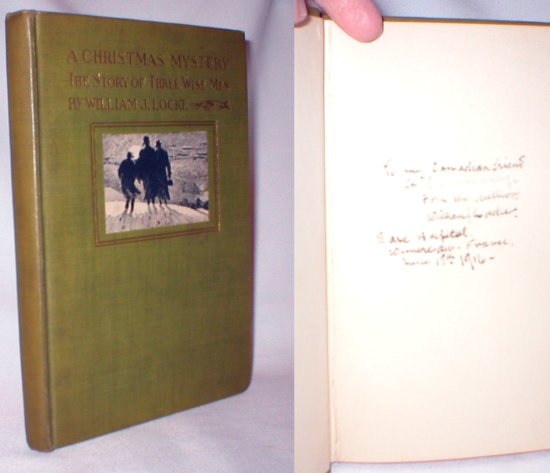 A CHRISTMAS MYSTERY
THE STORY OF THREE WISE MEN
BY WILLIAM J. LOCKE
To my Canadian friend
From the author
William J. Locke.
Base Hospital
France.
June 1916 -